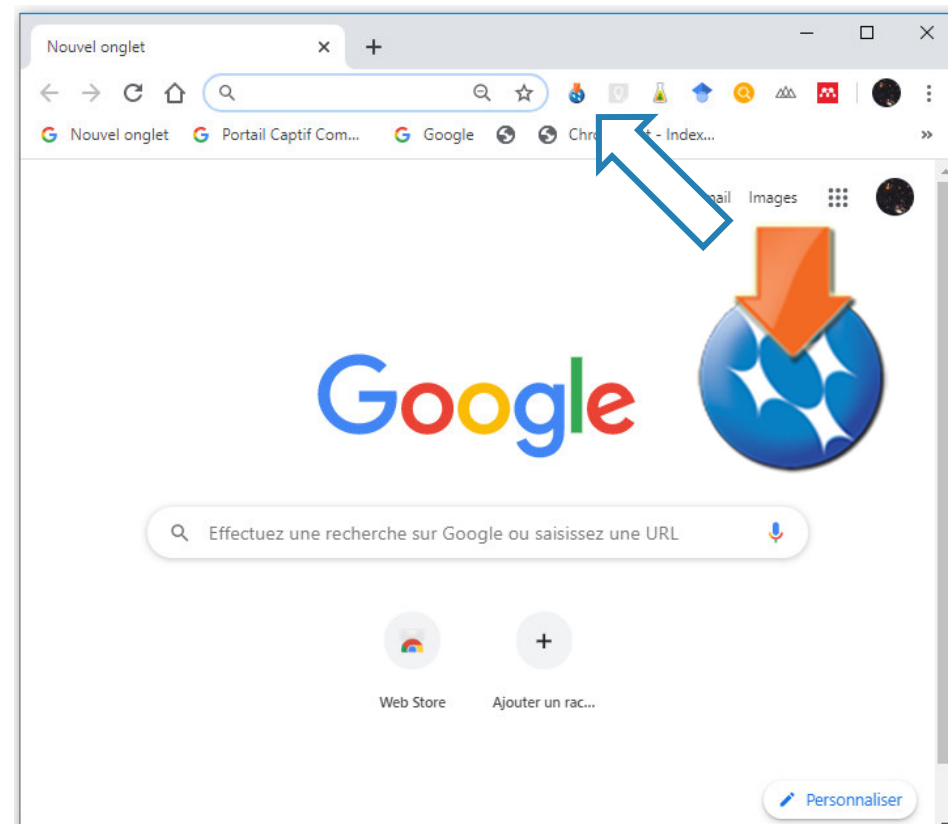 Nouvel onglet
Nouvel onglet Portail Captif Com... Google - Index...
Images
Google
Effectuez une recherche sur Google ou saisissez une URL
Web Store Ajouter un rac...
Personnaliser